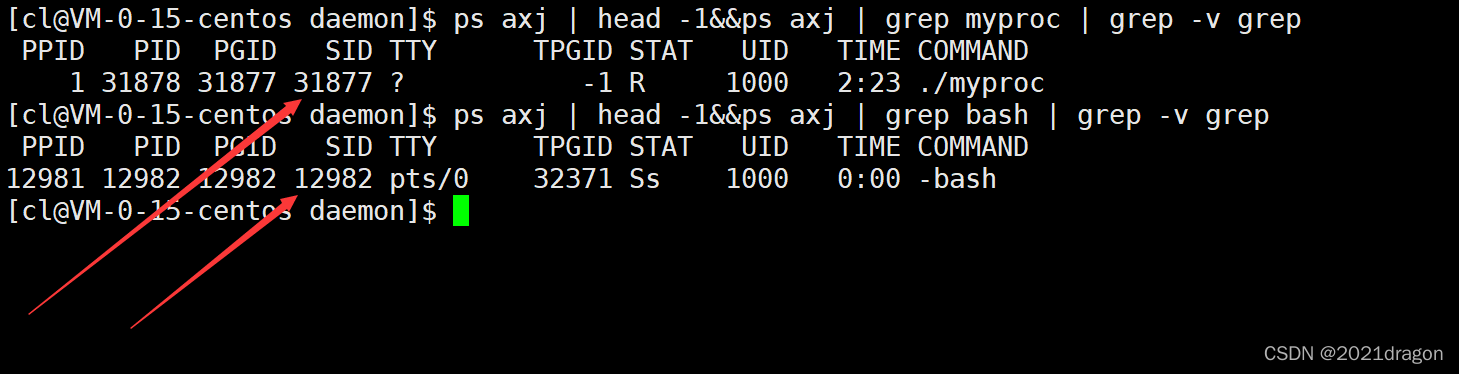 [cl@VM-0-15-centos daemon]$ ps axj | head -1&&ps axj | grep myproc | grep -v grep
PPID PID PGID SID TTY TPGID STAT UID TIME COMMAND
1 31878 31877 31877 ? -1 R 1000 2:23 ./myproc
[cl@VM-0-15-centos daemon]$ ps axj | head -1&&ps axj | grep bash | grep -v grep
PPID PID PGID SID TTY TPGID STAT UID TIME COMMAND
12981 12982 12982 12982 pts/0 32371 Ss 1000 0:00 -bash
[cl@VM-0-15-centos daemon]$
CSDN @2021dragon